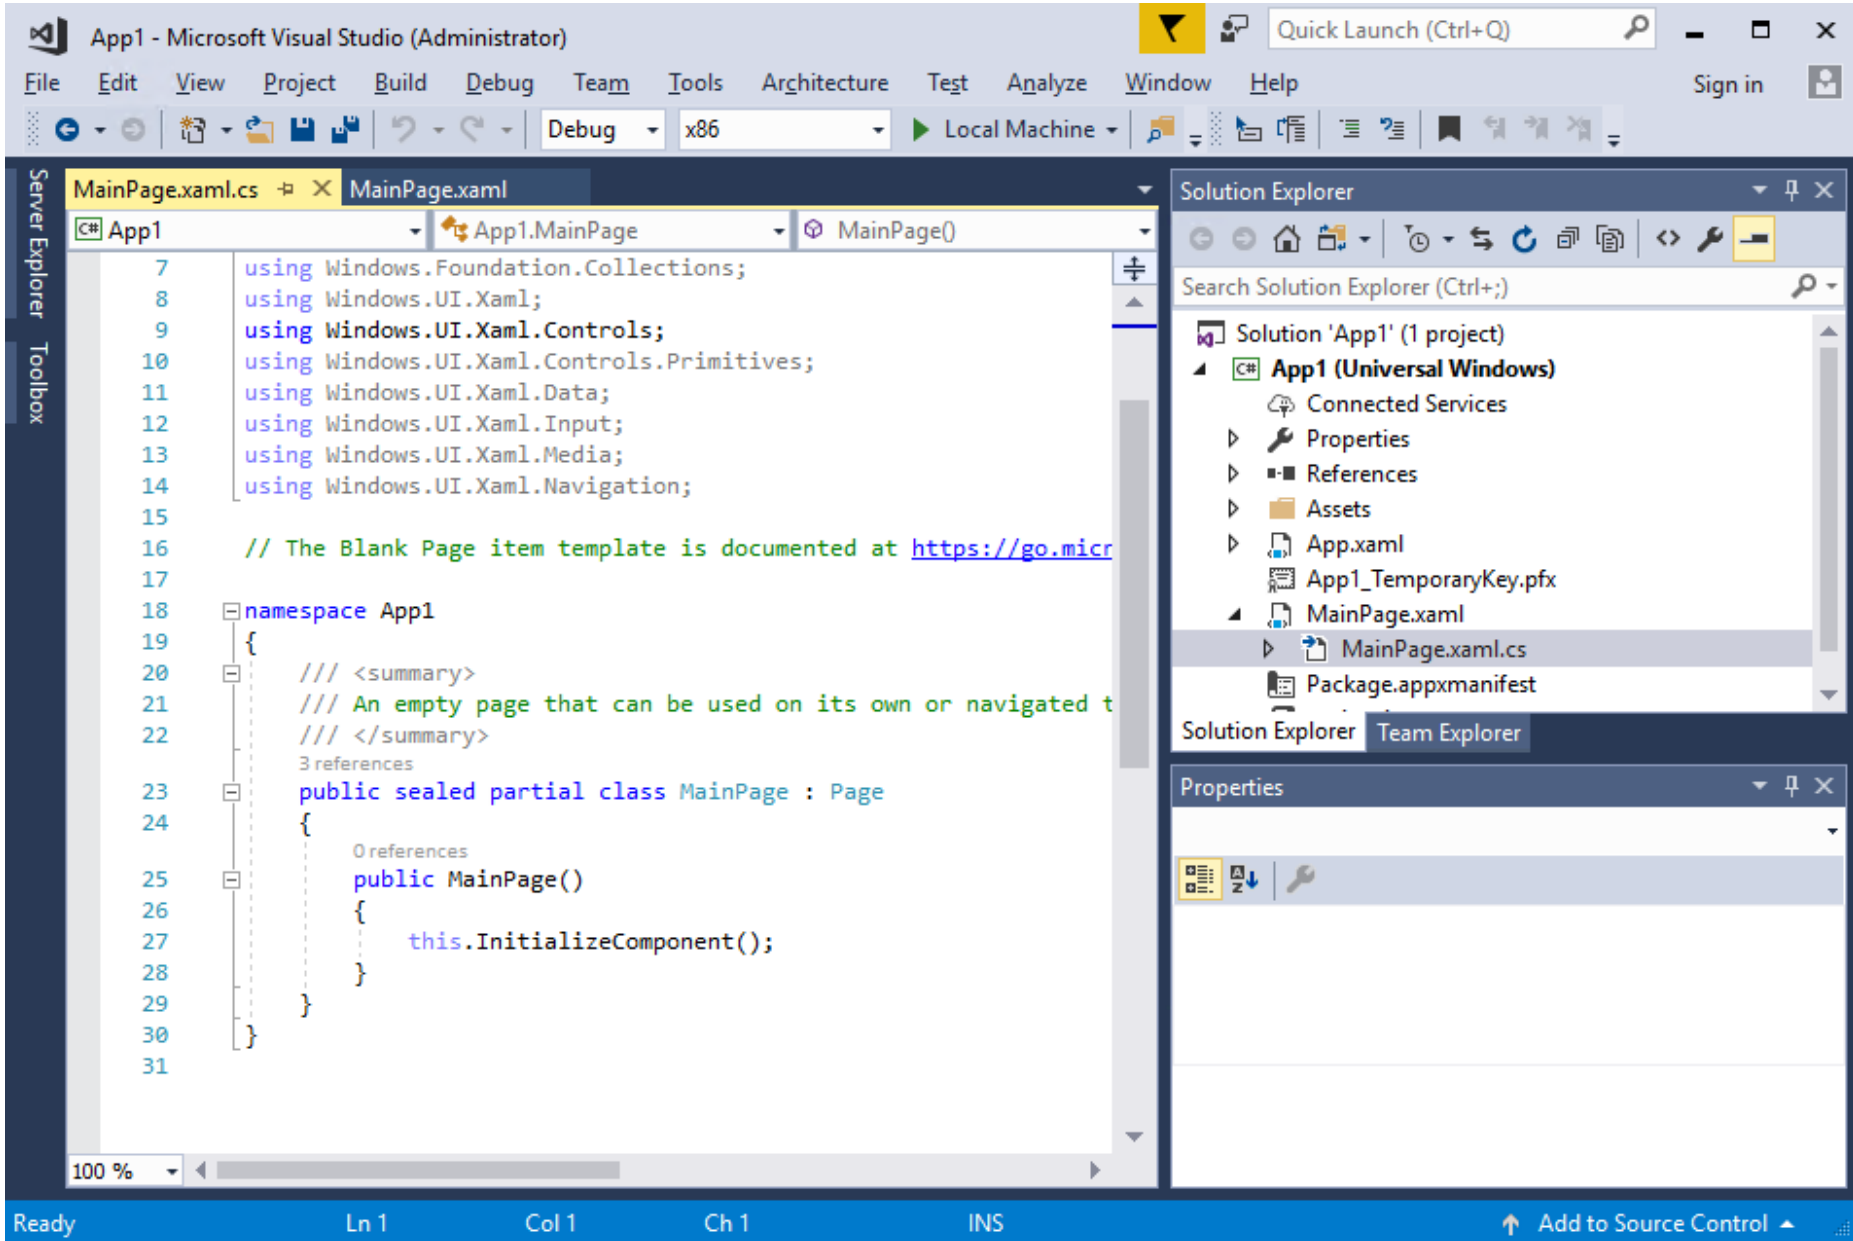 App1 - Microsoft Visual Studio (Administrator)
Quick Launch (Ctrl+Q)
File Edit View Project Build Debug Team Tools Architecture Test Analyze Window Help Sign in
Debug x86 Local Machine
Server Explorer
Toolbox
MainPage.xaml.cs MainPage.xaml
C# App1 App1.MainPage MainPage()
7 using Windows.Foundation.Collections;
8 using Windows.UI.Xaml;
9 using Windows.UI.Xaml.Controls;
10 using Windows.UI.Xaml.Controls.Primitives;
11 using Windows.UI.Xaml.Data;
12 using Windows.UI.Xaml.Input;
13 using Windows.UI.Xaml.Media;
14 using Windows.UI.Xaml.Navigation;
15
16 // The Blank Page item template is documented at https://go.micr
17
18 namespace App1
19 {
20 /// <summary>
21 /// An empty page that can be used on its own or navigated t
22 /// </summary>
3 references
23 public sealed partial class MainPage : Page
24 {
0 references
25 public MainPage()
26 {
27 this.InitializeComponent();
28 }
29 }
30 }
31
100 %
Solution Explorer
Search Solution Explorer (Ctrl+;)
Solution 'App1' (1 project)
C# App1 (Universal Windows)
Connected Services
Properties
References
Assets
App.xaml
App1_TemporaryKey.pfx
MainPage.xaml
MainPage.xaml.cs
Package.appxmanifest
Solution Explorer Team Explorer
Properties
Ready Ln 1 Col 1 Ch 1 INS Add to Source Control